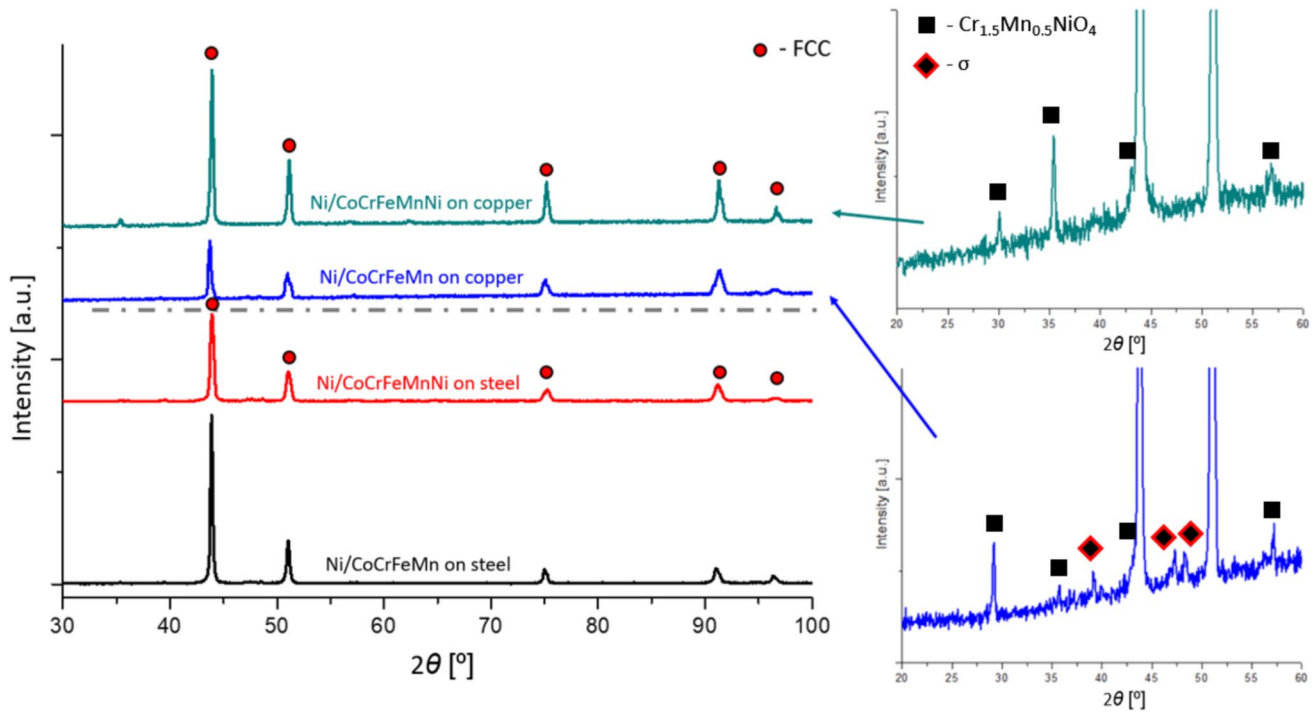 - FCC
Ni/CoCrFeMnNi on copper
Ni/CoCrFeMn on copper
Ni/CoCrFeMnNi on steel
Ni/CoCrFeMn on steel
Intensity [a.u.]
30 40 50 60 70 80 90 100
2θ [º]
- Cr1.5Mn0.5NiO4
- σ
Intensity [a.u.]
20 25 30 35 40 45 50 55 60
2θ [º]
Intensity [a.u.]
20 25 30 35 40 45 50 55 60
2θ [º]